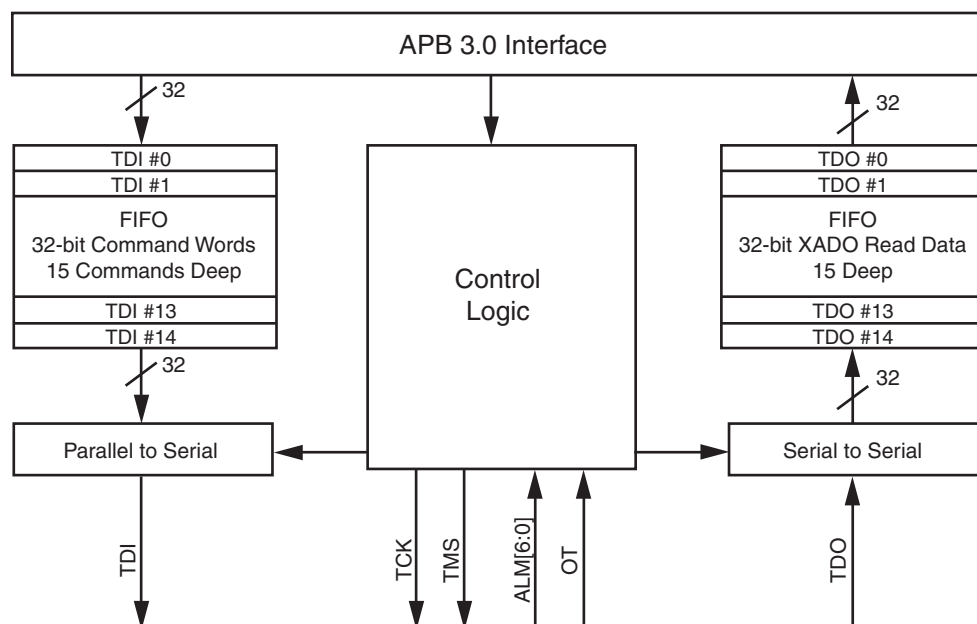 APB 3.0 Interface
32
32
TDI #0
TDI #1
FIFO
32-bit Command Words
15 Commands Deep
TDI #13
TDI #14
32
Parallel to Serial
TDI
Control
Logic
TCK
TMS
ALM[6:0]
OT
TDO #0
TDO #1
FIFO
32-bit XADO Read Data
15 Deep
TDO #13
TDO #14
32
Serial to Serial
TDO